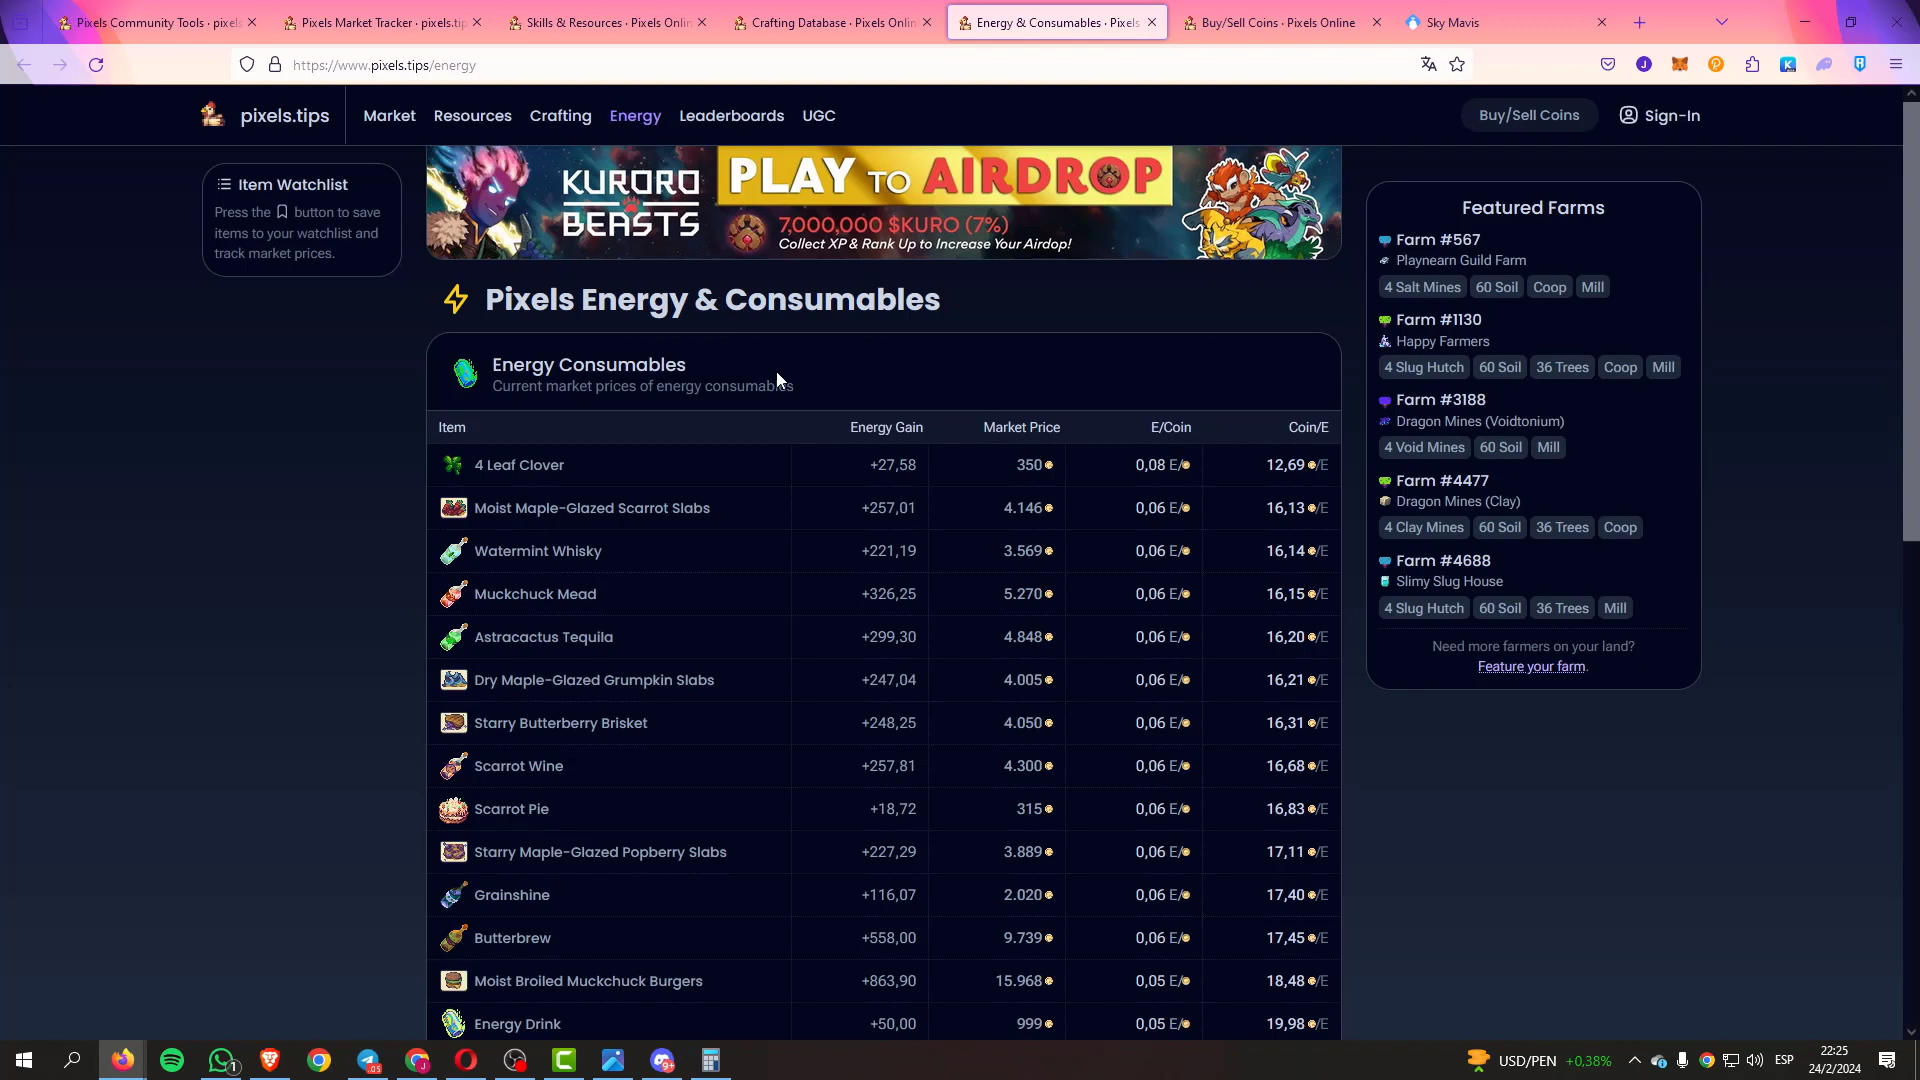 Pixels Community Tools · pixels
Pixels Market Tracker · pixels.tip
Skills & Resources · Pixels Onlin
Crafting Database · Pixels Onlin
Energy & Consumables · Pixels
Buy/Sell Coins · Pixels Online
Sky Mavis
https://www.pixels.tips/energy
pixels.tips
Market
Resources
Crafting
Energy
Leaderboards
UGC
Buy/Sell Coins
Sign-In
Item Watchlist
Press the button to save
items to your watchlist and
track market prices.
KURORO
BEASTS
PLAY TO AIRDROP
7,000,000 $KURO (7%)
Collect XP & Rank Up to Increase Your Airdop!
Pixels Energy & Consumables
Energy Consumables
Current market prices of energy consumables
Item Energy Gain Market Price E/Coin Coin/E
4 Leaf Clover +27,58 350 0,08 E/ 12,69 /E
Moist Maple-Glazed Scarrot Slabs +257,01 4.146 0,06 E/ 16,13 /E
Watermint Whisky +221,19 3.569 0,06 E/ 16,14 /E
Muckchuck Mead +326,25 5.270 0,06 E/ 16,15 /E
Astracactus Tequila +299,30 4.848 0,06 E/ 16,20 /E
Dry Maple-Glazed Grumpkin Slabs +247,04 4.005 0,06 E/ 16,21 /E
Starry Butterberry Brisket +248,25 4.050 0,06 E/ 16,31 /E
Scarrot Wine +257,81 4.300 0,06 E/ 16,68 /E
Scarrot Pie +18,72 315 0,06 E/ 16,83 /E
Starry Maple-Glazed Popberry Slabs +227,29 3.889 0,06 E/ 17,11 /E
Grainshine +116,07 2.020 0,06 E/ 17,40 /E
Butterbrew +558,00 9.739 0,06 E/ 17,45 /E
Moist Broiled Muckchuck Burgers +863,90 15.968 0,05 E/ 18,48 /E
Energy Drink +50,00 999 0,05 E/ 19,98 /E
Featured Farms
Farm #567
Playnearn Guild Farm
4 Salt Mines 60 Soil Coop Mill
Farm #1130
Happy Farmers
4 Slug Hutch 60 Soil 36 Trees Coop Mill
Farm #3188
Dragon Mines (Voidtonium)
4 Void Mines 60 Soil Mill
Farm #4477
Dragon Mines (Clay)
4 Clay Mines 60 Soil 36 Trees Coop
Farm #4688
Slimy Slug House
4 Slug Hutch 60 Soil 36 Trees Mill
Need more farmers on your land?
Feature your farm.
USD/PEN +0,38%
ESP
22:25
24/2/2024